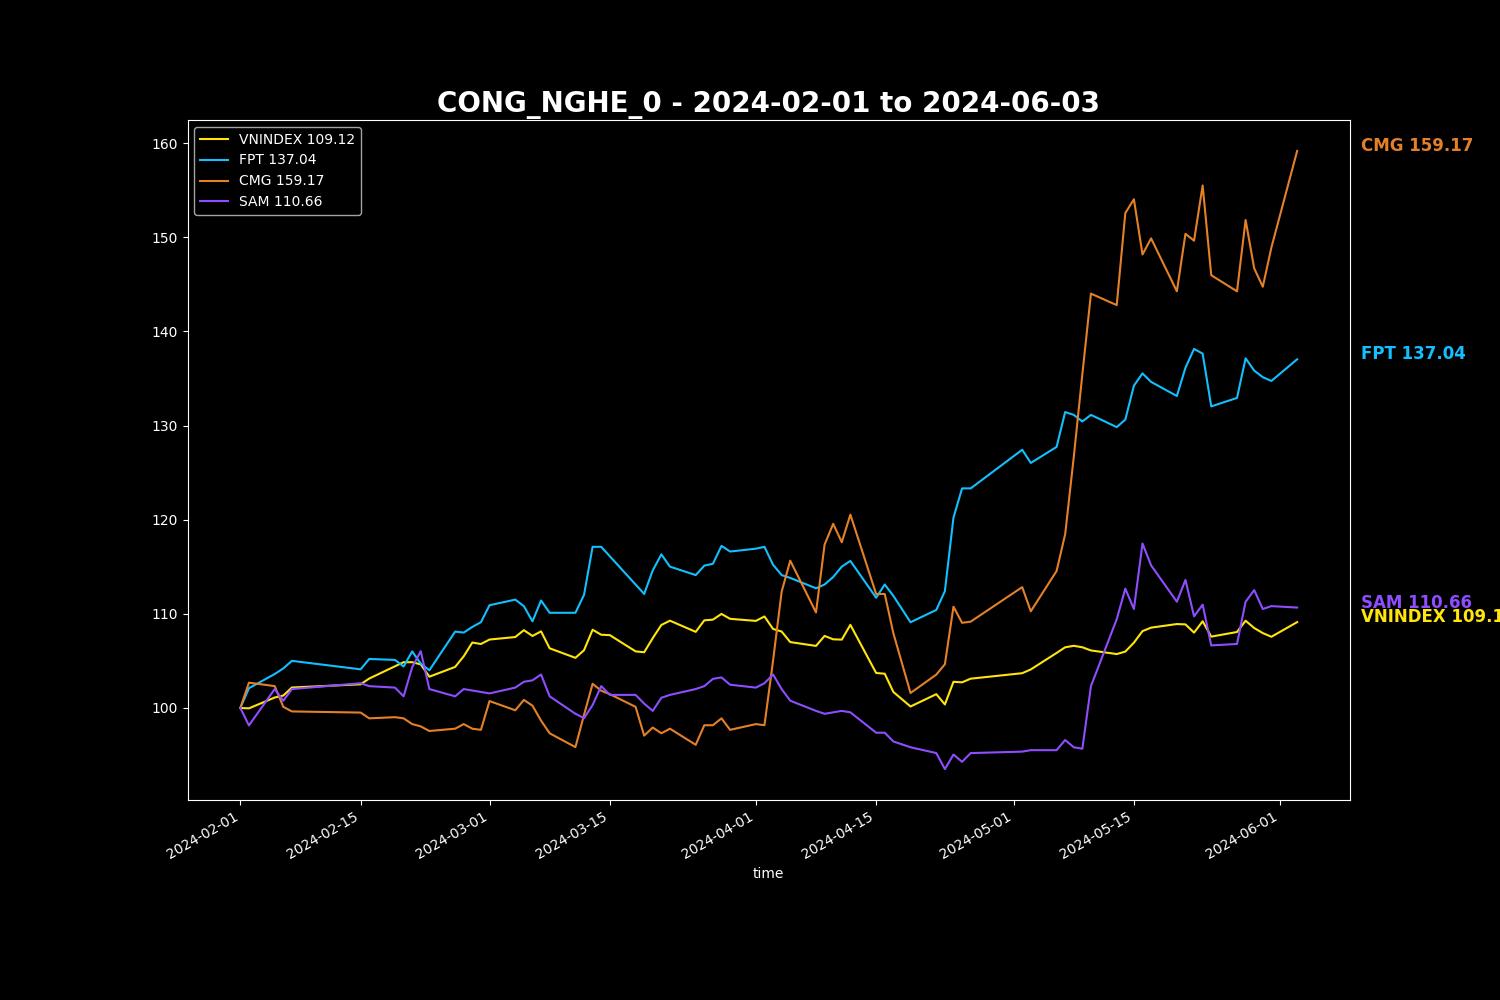 CONG_NGHE_0 - 2024-02-01 to 2024-06-03
VNINDEX 109.12
FPT 137.04
CMG 159.17
SAM 110.66
160
150
140
130
120
110
100
CMG 159.17
FPT 137.04
SAM 110.66
VNINDEX 109.1
2024-02-01
2024-02-15
2024-03-01
2024-03-15
2024-04-01
2024-04-15
2024-05-01
2024-05-15
2024-06-01
time